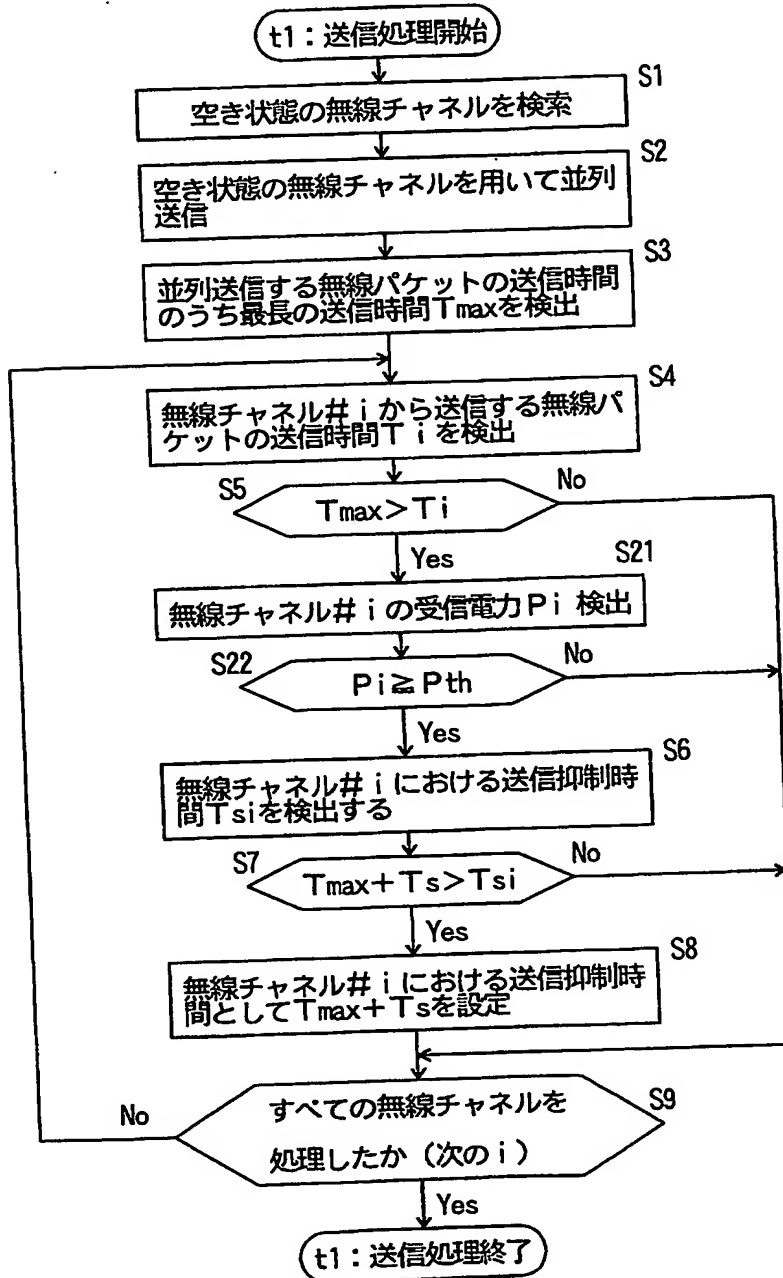 t1：送信処理開始
S1
空き状態の無線チャネルを検索
S2
空き状態の無線チャネルを用いて並列
送信
S3
並列送信する無線パケットの送信時間
のうち最長の送信時間Tmaxを検出
S4
無線チャネル＃iから送信する無線パ
ケットの送信時間Tiを検出
S5
Tmax＞Ti
No
Yes
S21
無線チャネル＃iの受信電力Pi検出
S22
Pi≧Pth
No
Yes
S6
無線チャネル＃iにおける送信抑制時
間Tsiを検出する
S7
Tmax＋Ts＞Tsi
No
Yes
S8
無線チャネル＃iにおける送信抑制時
間としてTmax＋Tsを設定
No
すべての無線チャネルを
S9
処理したか（次のi）
Yes
t1：送信処理終了